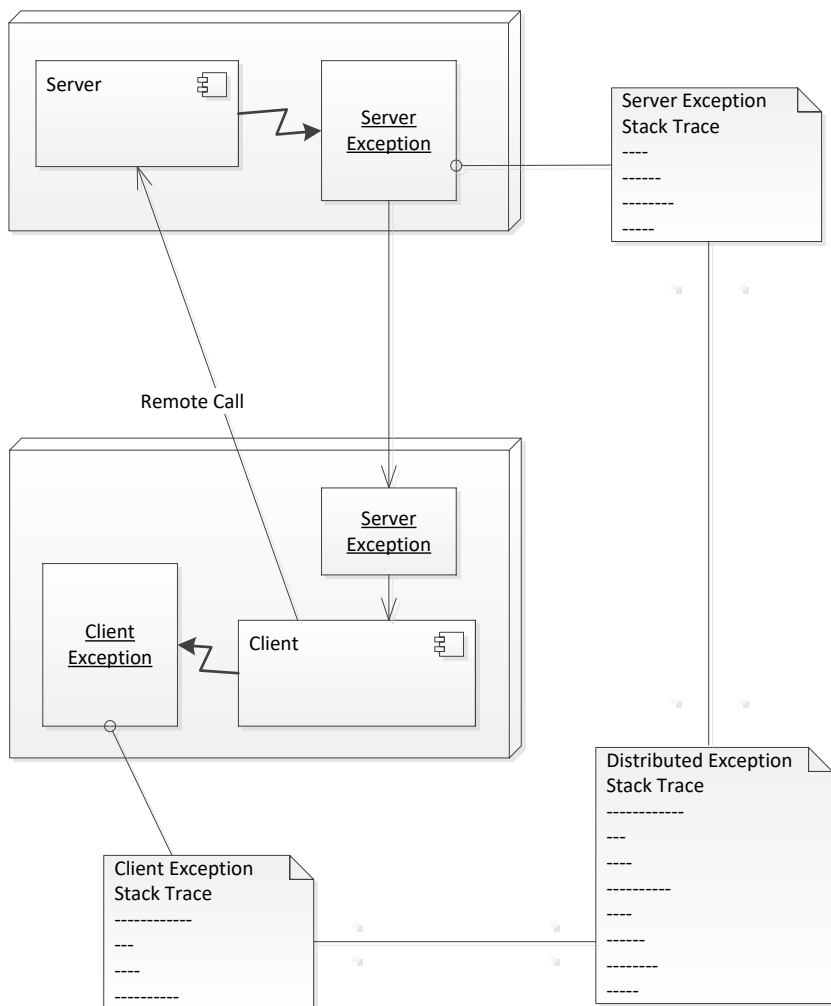 Server
Server
Exception
Server Exception
Stack Trace
----
------
--------
-----
Remote Call
Server
Exception
Client
Exception
Client
Distributed Exception
Stack Trace
------------
---
----
----------
----
------
--------
-----
Client Exception
Stack Trace
------------
---
----
----------